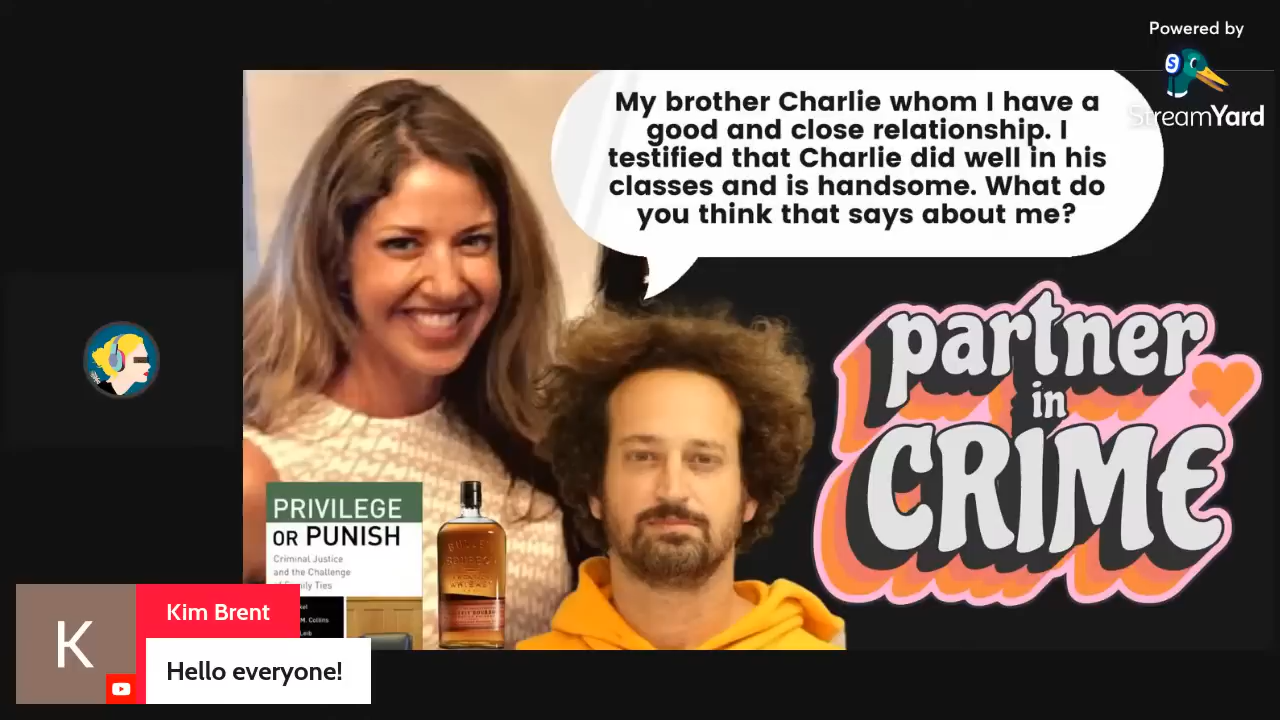 Powered by
StreamYard
My brother Charlie whom I have a
good and close relationship. I
testified that Charlie did well in his
classes and is handsome. What do
you think that says about me?
partner
in
CRIME
PRIVILEGE
OR PUNISH
Criminal Justice
and the Challenge
BULLEIT
BOURBON
K
Kim Brent
Hello everyone!